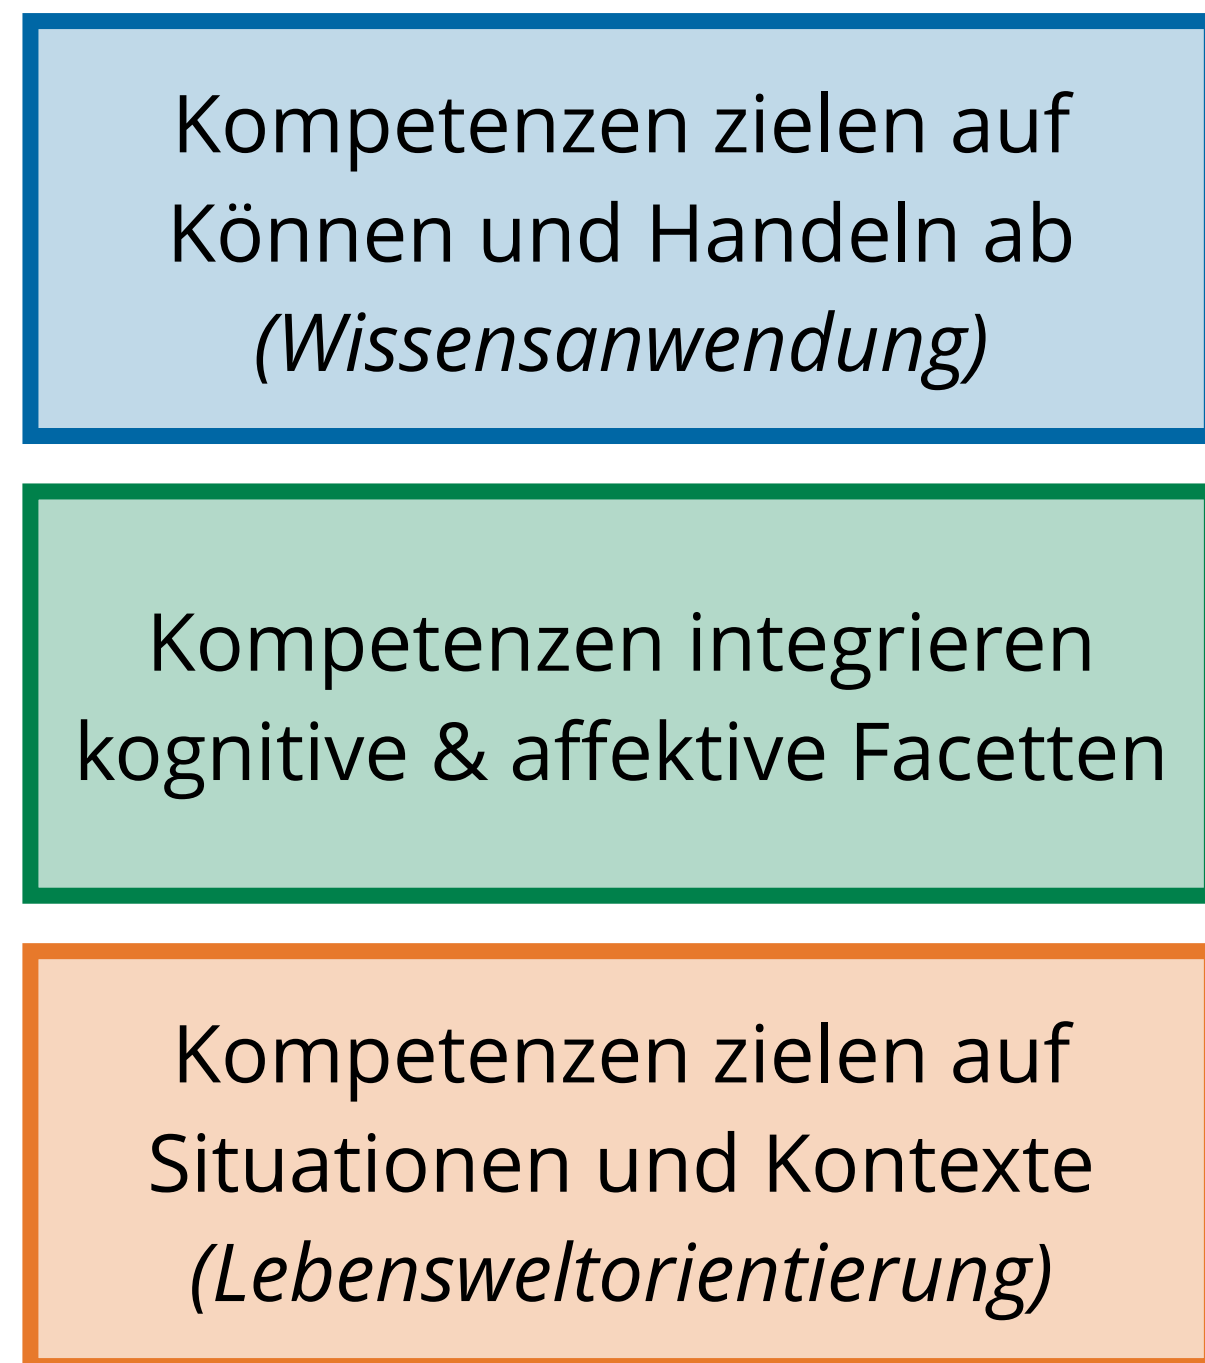 Kompetenzen zielen auf
Können und Handeln ab
(Wissensanwendung)
Kompetenzen integrieren
kognitive & affektive Facetten
Kompetenzen zielen auf
Situationen und Kontexte
(Lebensweltorientierung)